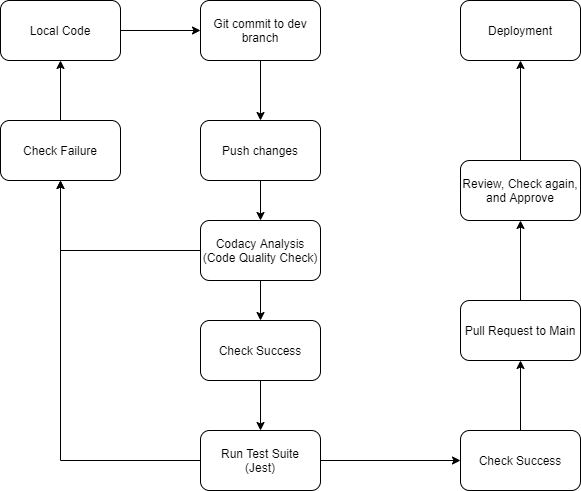 Local Code
Git commit to dev
branch
Deployment
Check Failure
Push changes
Review, Check again,
and Approve
Codacy Analysis
(Code Quality Check)
Check Success
Pull Request to Main
Run Test Suite
(Jest)
Check Success